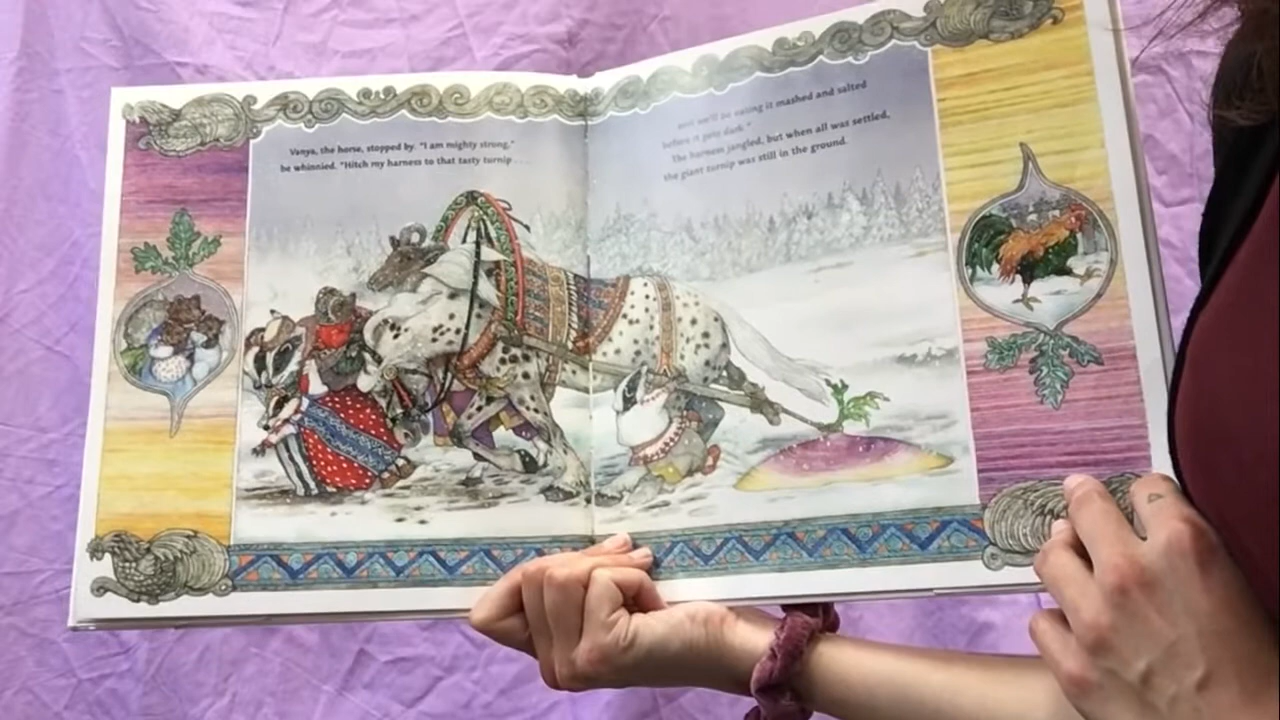 Vanya, the horse, stopped by. "I am mighty strong,"
he whinnied. "Hitch my harness to that tasty turnip . . .
and we'll be eating it mashed and salted
before it gets dark."
The harness jangled, but when all was settled,
the giant turnip was still in the ground.